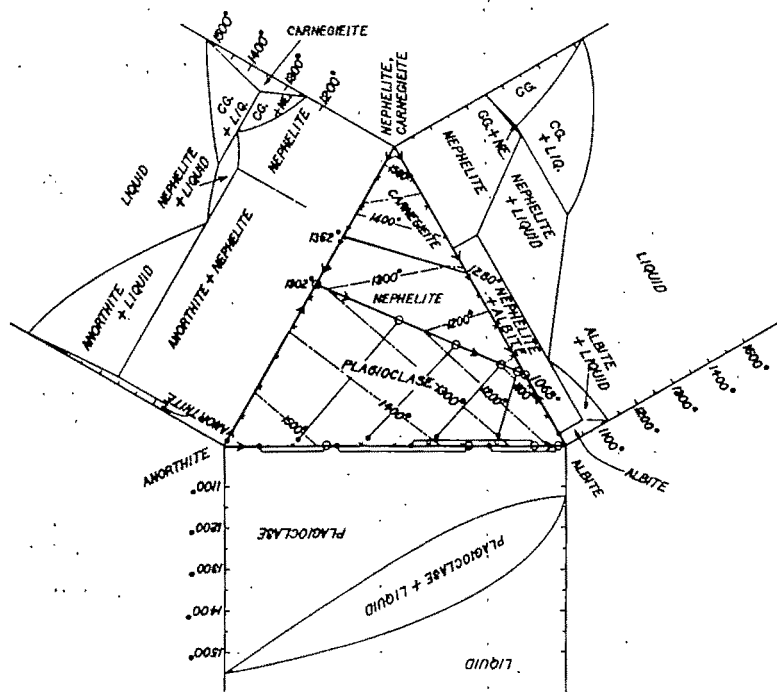 1500°
1400°
1300°
1200°
CARNEGIEITE
CG.
+ LIQ.
CG.
+ NE.
NEPHELITE
LIQUID
NEPHELITE
+ LIQUID
ANORTHITE
+ LIQUID
ANORTHITE + NEPHELITE
ANORTHITE
ANORTHITE
NEPHELITE,
CARNEGIEITE
CG.
CG. + NE.
CG.
+ LIQ.
NEPHELITE
NEPHELITE
+ LIQUID
LIQUID
NEPHELITE
+ ALBITE
ALBITE
+ LIQUID
1100°
1200°
1300°
1400°
1500°
ALBITE
ALBITE
1500°
CARNEGIEITE
1400°
1362°
1302°
1300°
NEPHELITE
1280°
1200°
1063°
PLAGIOCLASE
1300°
1200°
1100°
1400°
1500°
1100°
1200°
1300°
1400°
1500°
PLAGIOCLASE
PLAGIOCLASE + LIQUID
LIQUID